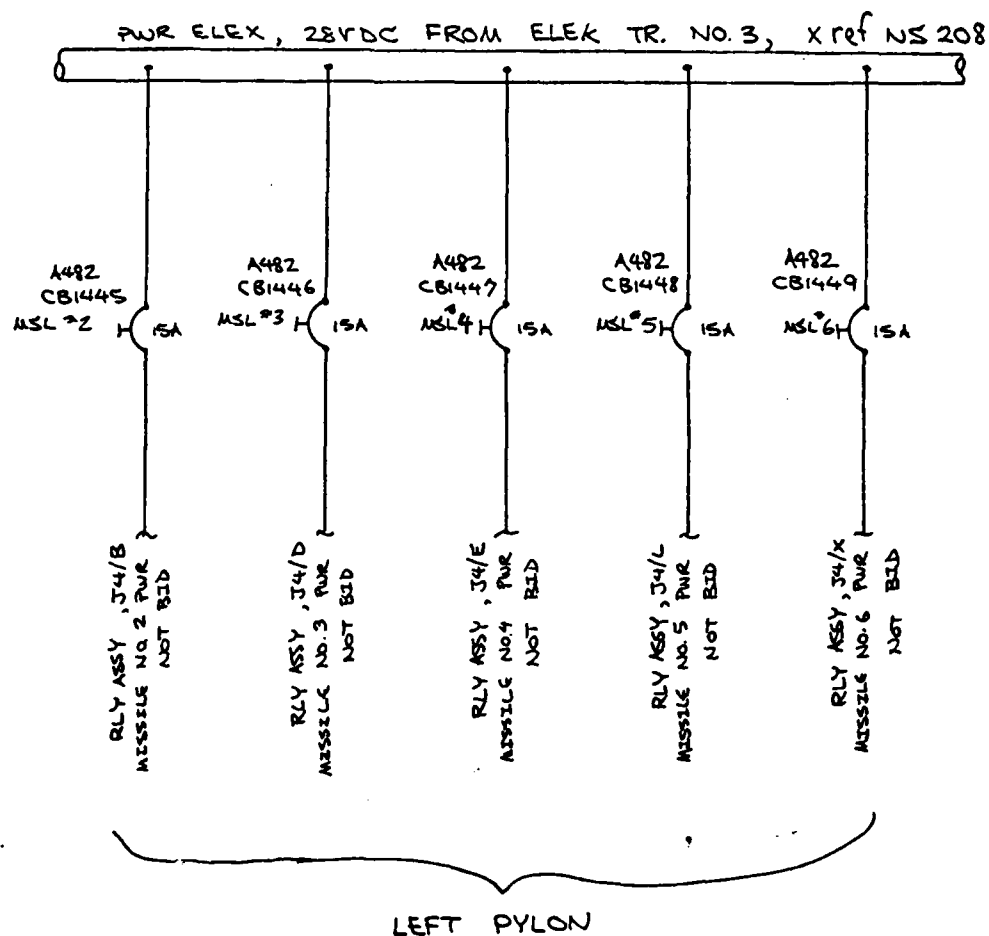 PWR ELEX, 28VDC FROM ELEK TR. NO.3, X ref NS 208
A482
CB1445
MSL #2
15A
A482
CB1446
MSL #3
15A
A482
CB1447
MSL #4
15A
A482
CB1448
MSL #5
15A
A482
CB1449
MSL #6
15A
RLY ASSY, J4/B
MISSILE NO.2 PWR
NOT BID
RLY ASSY, J4/D
MISSILE NO.3 PWR
NOT BID
RLY ASSY, J4/E
MISSILE NO.4 PWR
NOT BID
RLY ASSY, J4/L
MISSILE NO.5 PWR
NOT BID
RLY ASSY, J4/X
MISSILE NO.6 PWR
NOT BID
LEFT PYLON